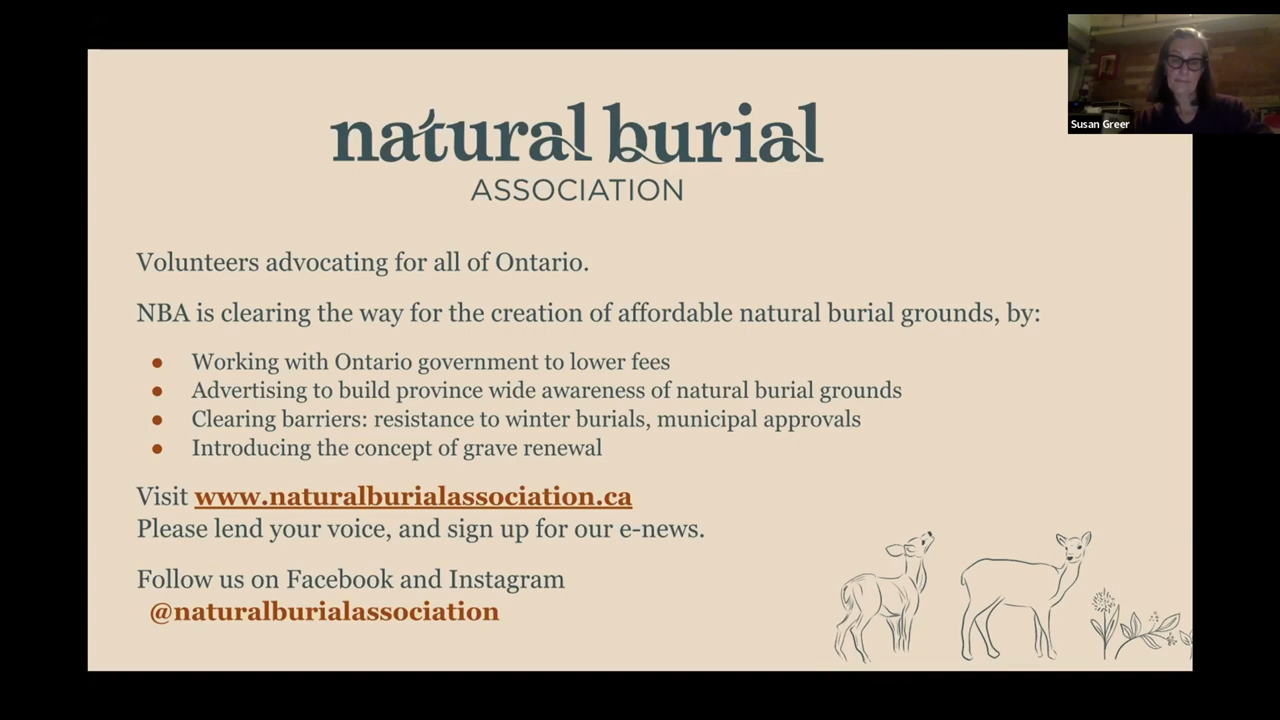 natural burial
ASSOCIATION
Susan Greer
Volunteers advocating for all of Ontario.
NBA is clearing the way for the creation of affordable natural burial grounds, by:
● Working with Ontario government to lower fees
● Advertising to build province wide awareness of natural burial grounds
● Clearing barriers: resistance to winter burials, municipal approvals
● Introducing the concept of grave renewal
Visit www.naturalburialassociation.ca
Please lend your voice, and sign up for our e-news.
Follow us on Facebook and Instagram
@naturalburialassociation